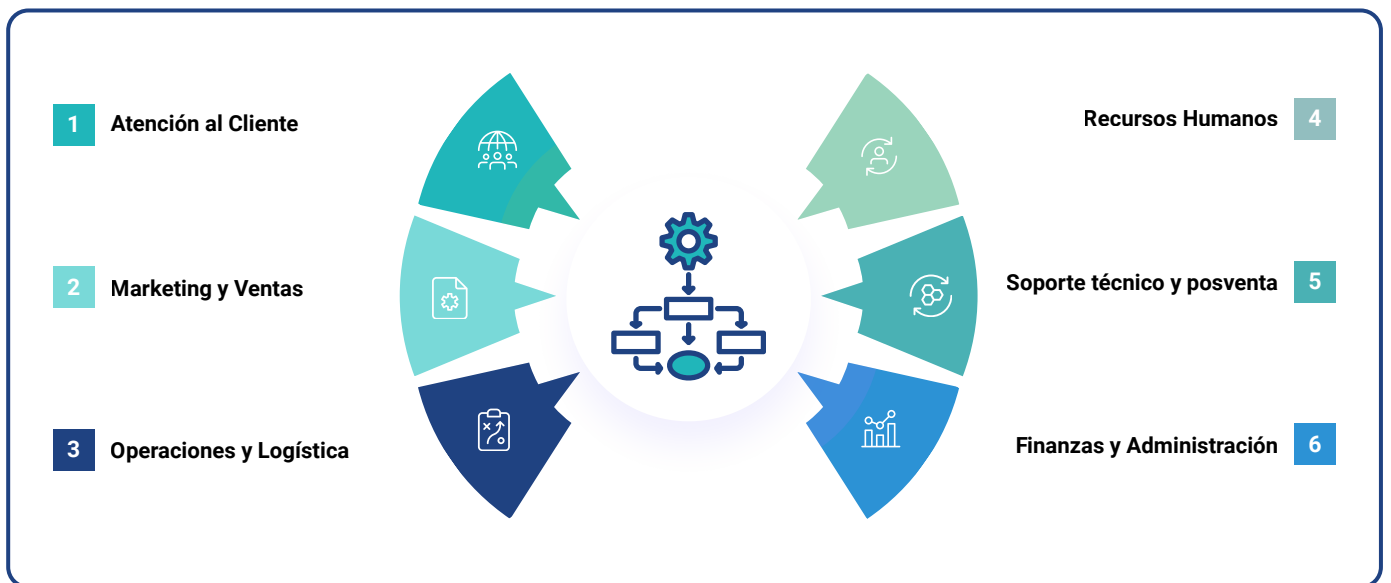 1 Atención al Cliente
2 Marketing y Ventas
3 Operaciones y Logística
Recursos Humanos 4
Soporte técnico y posventa 5
Finanzas y Administración 6